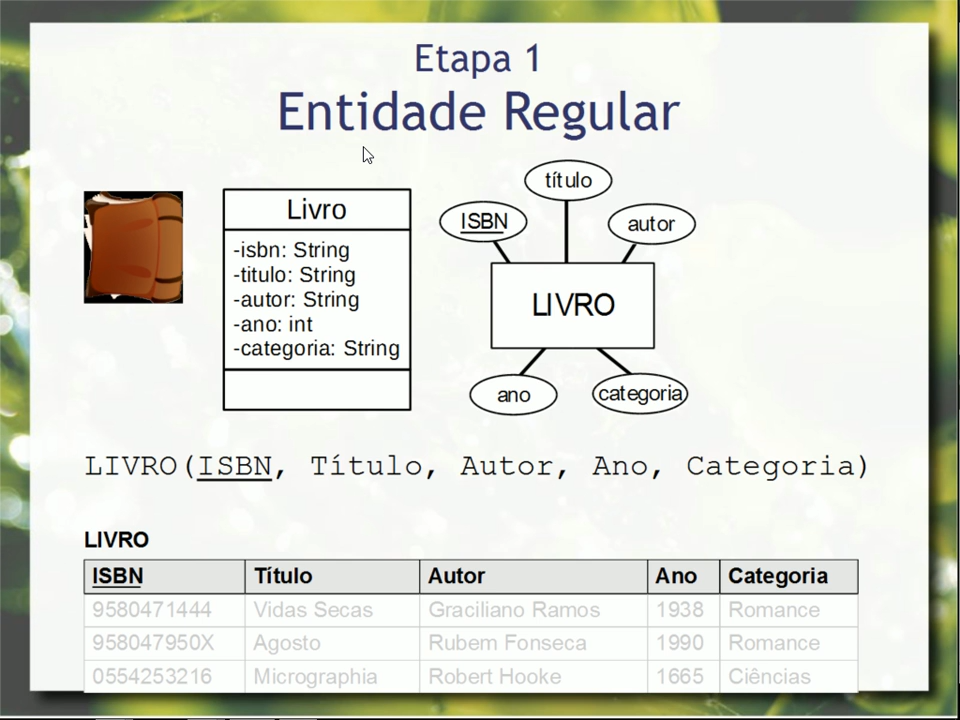 Etapa 1
Entidade Regular
Livro
-isbn: String
-titulo: String
-autor: String
-ano: int
-categoria: String
título
ISBN
autor
LIVRO
ano
categoria
LIVRO(ISBN, Título, Autor, Ano, Categoria)
LIVRO
ISBN Título Autor Ano Categoria
9580471444 Vidas Secas Graciliano Ramos 1938 Romance
958047950X Agosto Rubem Fonseca 1990 Romance
0554253216 Micrographia Robert Hooke 1665 Ciências